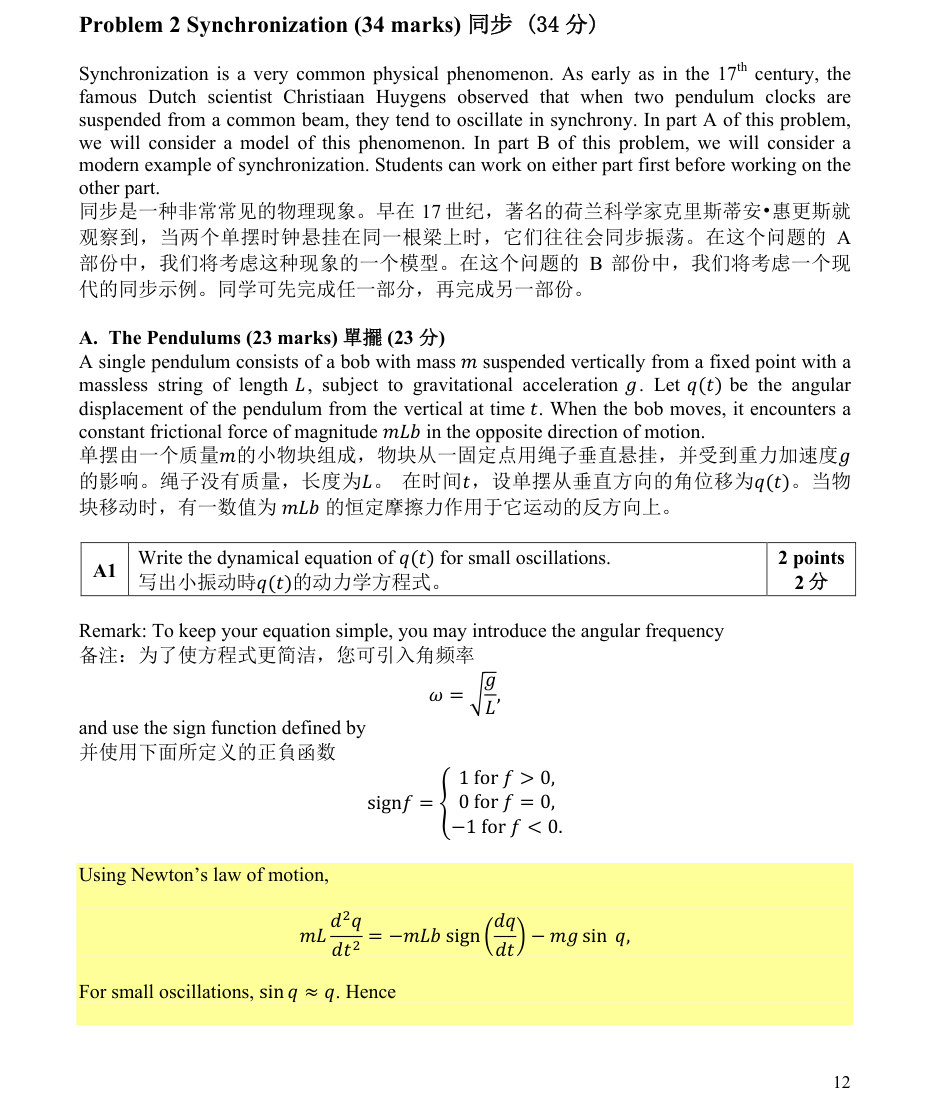 Problem 2 Synchronization (34 marks) 同步 (34 分)
Synchronization is a very common physical phenomenon. As early as in the 17th century, the
famous Dutch scientist Christiaan Huygens observed that when two pendulum clocks are
suspended from a common beam, they tend to oscillate in synchrony. In part A of this problem,
we will consider a model of this phenomenon. In part B of this problem, we will consider a
modern example of synchronization. Students can work on either part first before working on the
other part.
同步是一种非常常见的物理现象。早在 17 世纪，著名的荷兰科学家克里斯蒂安•惠更斯就
观察到，当两个单摆时钟悬挂在同一根梁上时，它们往往会同步振荡。在这个问题的 A
部份中，我们将考虑这种现象的一个模型。在这个问题的 B 部份中，我们将考虑一个现
代的同步示例。同学可先完成任一部分，再完成另一部份。
A. The Pendulums (23 marks) 單擺 (23 分)
A single pendulum consists of a bob with mass m suspended vertically from a fixed point with a
massless string of length L, subject to gravitational acceleration g. Let q(t) be the angular
displacement of the pendulum from the vertical at time t. When the bob moves, it encounters a
constant frictional force of magnitude mLb in the opposite direction of motion.
单摆由一个质量m的小物块组成，物块从一固定点用绳子垂直悬挂，并受到重力加速度g
的影响。绳子没有质量，长度为L。 在时间t，设单摆从垂直方向的角位移为q(t)。当物
块移动时，有一数值为 mLb 的恒定摩擦力作用于它运动的反方向上。
A1
Write the dynamical equation of q(t) for small oscillations.
写出小振动時q(t)的动力学方程式。
2 points
2 分
Remark: To keep your equation simple, you may introduce the angular frequency
备注：为了使方程式更简洁，您可引入角频率
ω = √(g/L),
and use the sign function defined by
并使用下面所定义的正負函数
signf = { 1 for f > 0,
0 for f = 0,
−1 for f < 0.
Using Newton’s law of motion,
mL d²q/dt² = −mLb sign (dq/dt) − mg sin q,
For small oscillations, sin q ≈ q. Hence
12